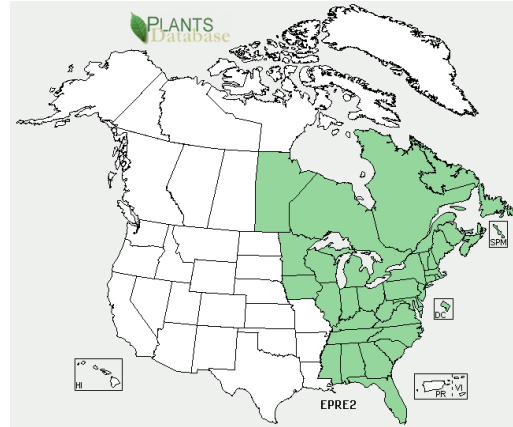 PLANTS
Database
SPM
DC
HI
PR
VI
EPRE2